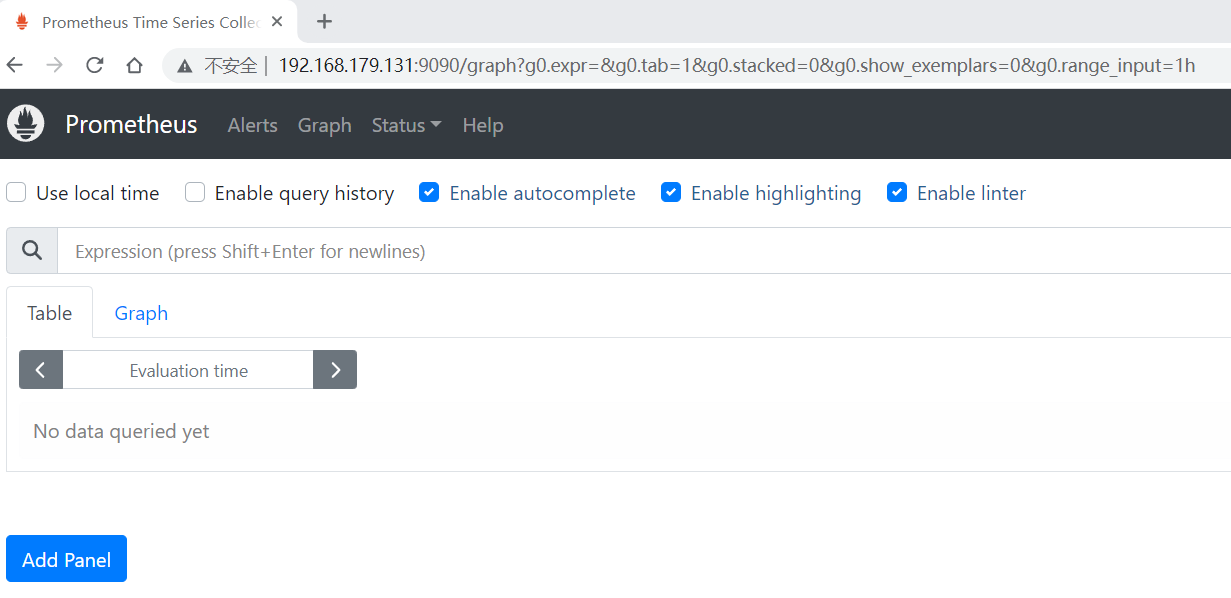 Prometheus Time Series Collec
不安全 | 192.168.179.131:9090/graph?g0.expr=&g0.tab=1&g0.stacked=0&g0.show_exemplars=0&g0.range_input=1h
Prometheus Alerts Graph Status Help
Use local time Enable query history Enable autocomplete Enable highlighting Enable linter
Expression (press Shift+Enter for newlines)
Table Graph
Evaluation time
No data queried yet
Add Panel